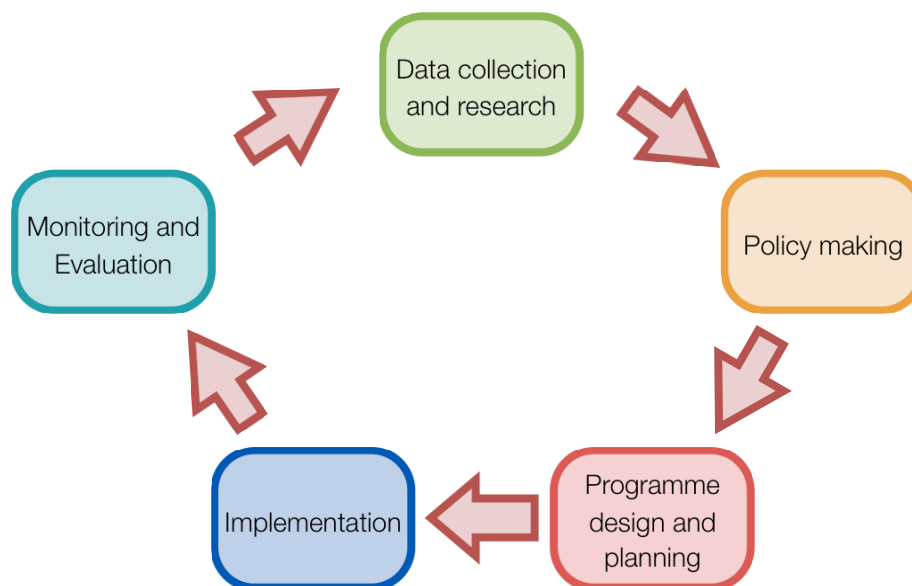 Data collection
and research
Policy making
Programme
design and
planning
Implementation
Monitoring and
Evaluation